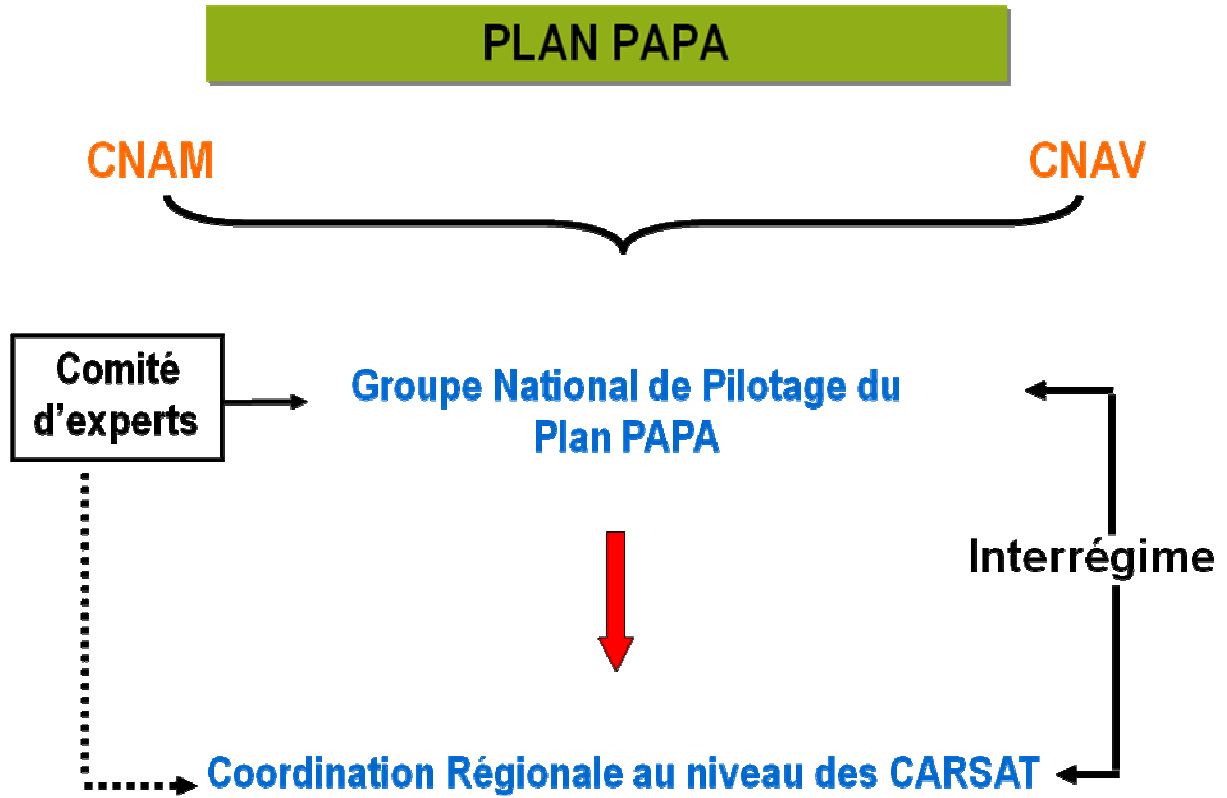 PLAN PAPA
CNAM
CNAV
Comité
d'experts
Groupe National de Pilotage du
Plan PAPA
Interrégime
Coordination Régionale au niveau des CARSAT